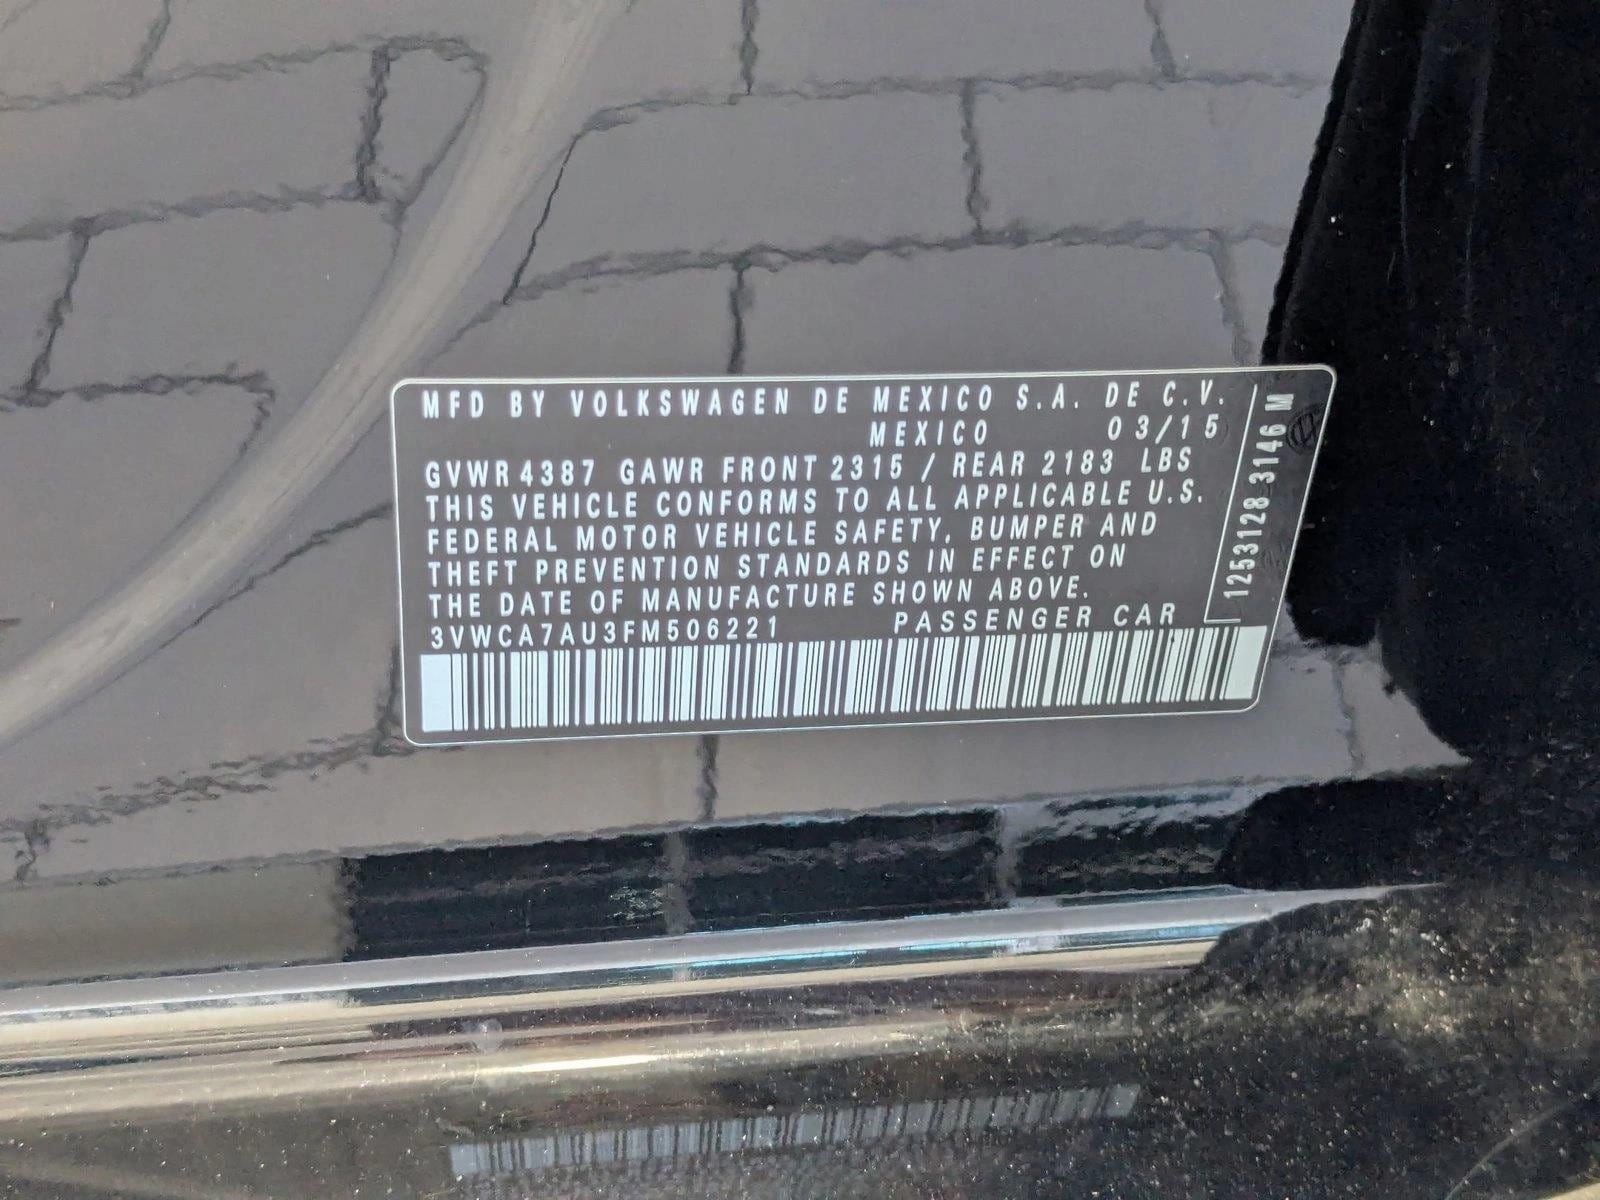 MFD BY VOLKSWAGEN DE MEXICO S.A. DE C.V.
MEXICO 03/15
GVWR 4387 GAWR FRONT 2315 / REAR 2183 LBS
THIS VEHICLE CONFORMS TO ALL APPLICABLE U.S.
FEDERAL MOTOR VEHICLE SAFETY, BUMPER AND
THEFT PREVENTION STANDARDS IN EFFECT ON
THE DATE OF MANUFACTURE SHOWN ABOVE.
3VWCA7AU3FM506221 PASSENGER CAR
1253128 3146 M